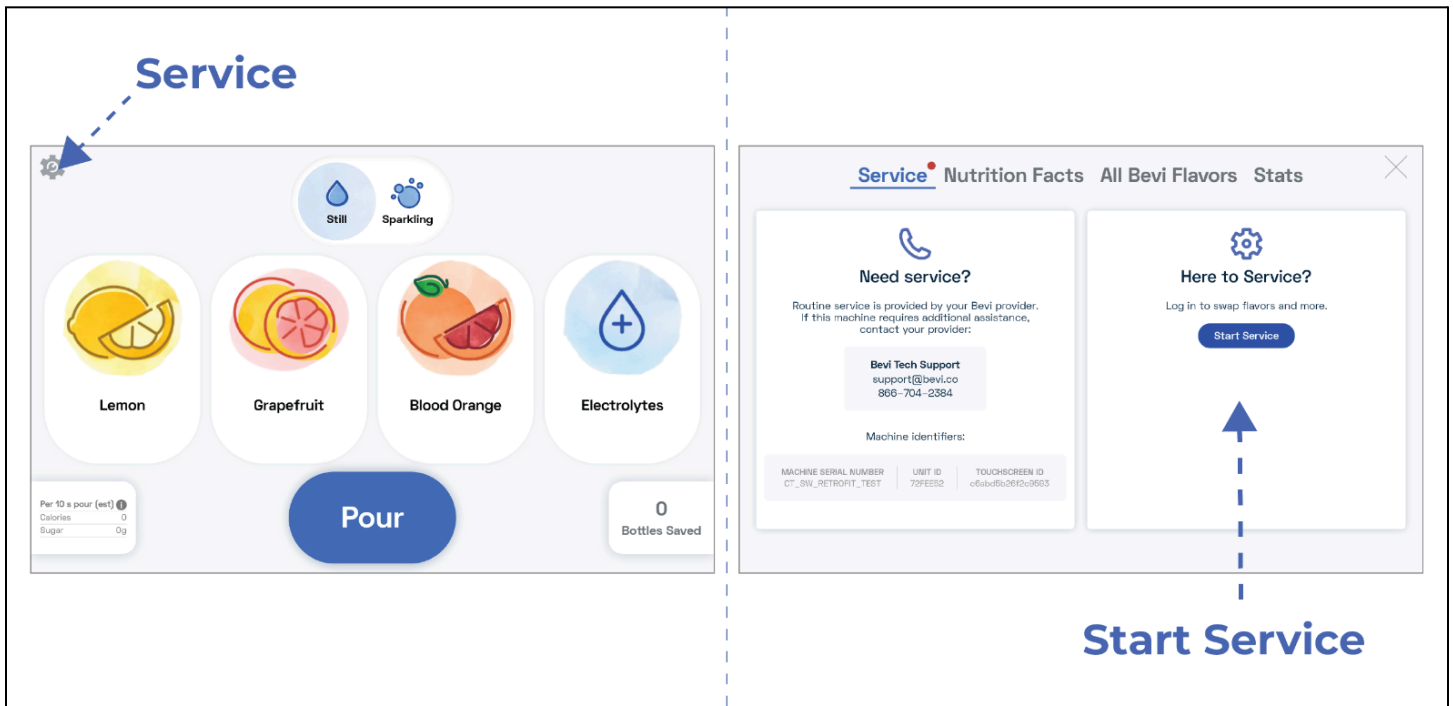 Service
Still
Sparkling
Lemon
Grapefruit
Blood Orange
Electrolytes
Per 10 s pour (est)
Calories 0
Sugar 0g
Pour
0
Bottles Saved
Service Nutrition Facts All Bevi Flavors Stats
Need service?
Routine service is provided by your Bevi provider.
If this machine requires additional assistance,
contact your provider:
Bevi Tech Support
support@bevi.co
866-704-2384
Machine identifiers:
MACHINE SERIAL NUMBER UNIT ID TOUCHSCREEN ID
CT_SW_RETROFIT_TEST 72FEE52 c6abd5b26f2c9593
Here to Service?
Log in to swap flavors and more.
Start Service
Start Service